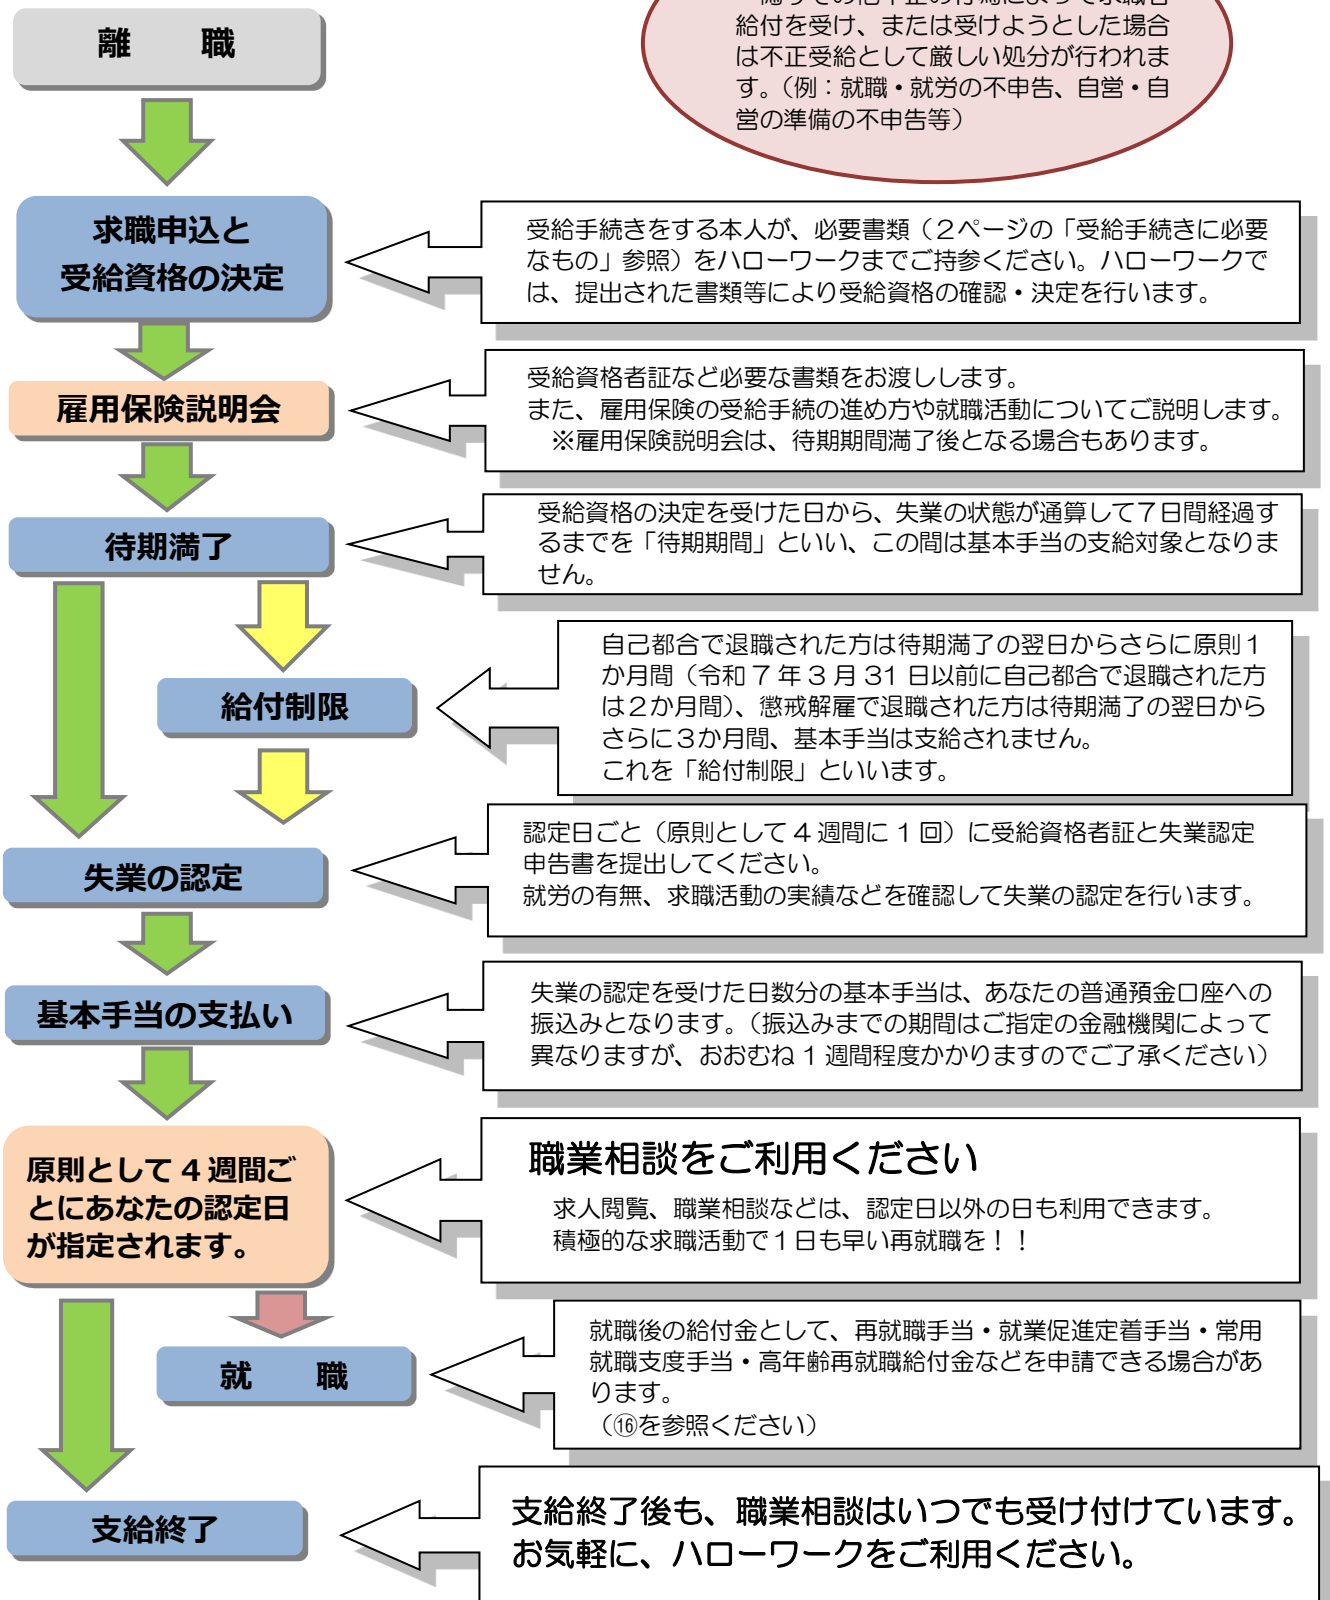 離　　職
給付を受け、または受けようとした場合
は不正受給として厳しい処分が行われま
す。（例：就職・就労の不申告、自営・自
営の準備の不申告等）
求職申込と
受給資格の決定
受給手続きをする本人が、必要書類（２ページの「受給手続きに必要
なもの」参照）をハローワークまでご持参ください。ハローワークで
は、提出された書類等により受給資格の確認・決定を行います。
雇用保険説明会
受給資格者証など必要な書類をお渡しします。
また、雇用保険の受給手続の進め方や就職活動についてご説明します。
※雇用保険説明会は、待期期間満了後となる場合もあります。
待期満了
受給資格の決定を受けた日から、失業の状態が通算して７日間経過す
るまでを「待期期間」といい、この間は基本手当の支給対象となりま
せん。
給付制限
自己都合で退職された方は待期満了の翌日からさらに原則１
か月間（令和 7 年 3 月 31 日以前に自己都合で退職された方
は２か月間）、懲戒解雇で退職された方は待期満了の翌日から
さらに３か月間、基本手当は支給されません。
これを「給付制限」といいます。
失業の認定
認定日ごと（原則として 4 週間に 1 回）に受給資格者証と失業認定
申告書を提出してください。
就労の有無、求職活動の実績などを確認して失業の認定を行います。
基本手当の支払い
失業の認定を受けた日数分の基本手当は、あなたの普通預金口座への
振込みとなります。（振込みまでの期間はご指定の金融機関によって
異なりますが、おおむね 1 週間程度かかりますのでご了承ください）
原則として 4 週間ご
とにあなたの認定日
が指定されます。
職業相談をご利用ください
求人閲覧、職業相談などは、認定日以外の日も利用できます。
積極的な求職活動で１日も早い再就職を！！
就　　職
就職後の給付金として、再就職手当・就業促進定着手当・常用
就職支度手当・高年齢再就職給付金などを申請できる場合があ
ります。
（⑯を参照ください）
支給終了
支給終了後も、職業相談はいつでも受け付けています。
お気軽に、ハローワークをご利用ください。